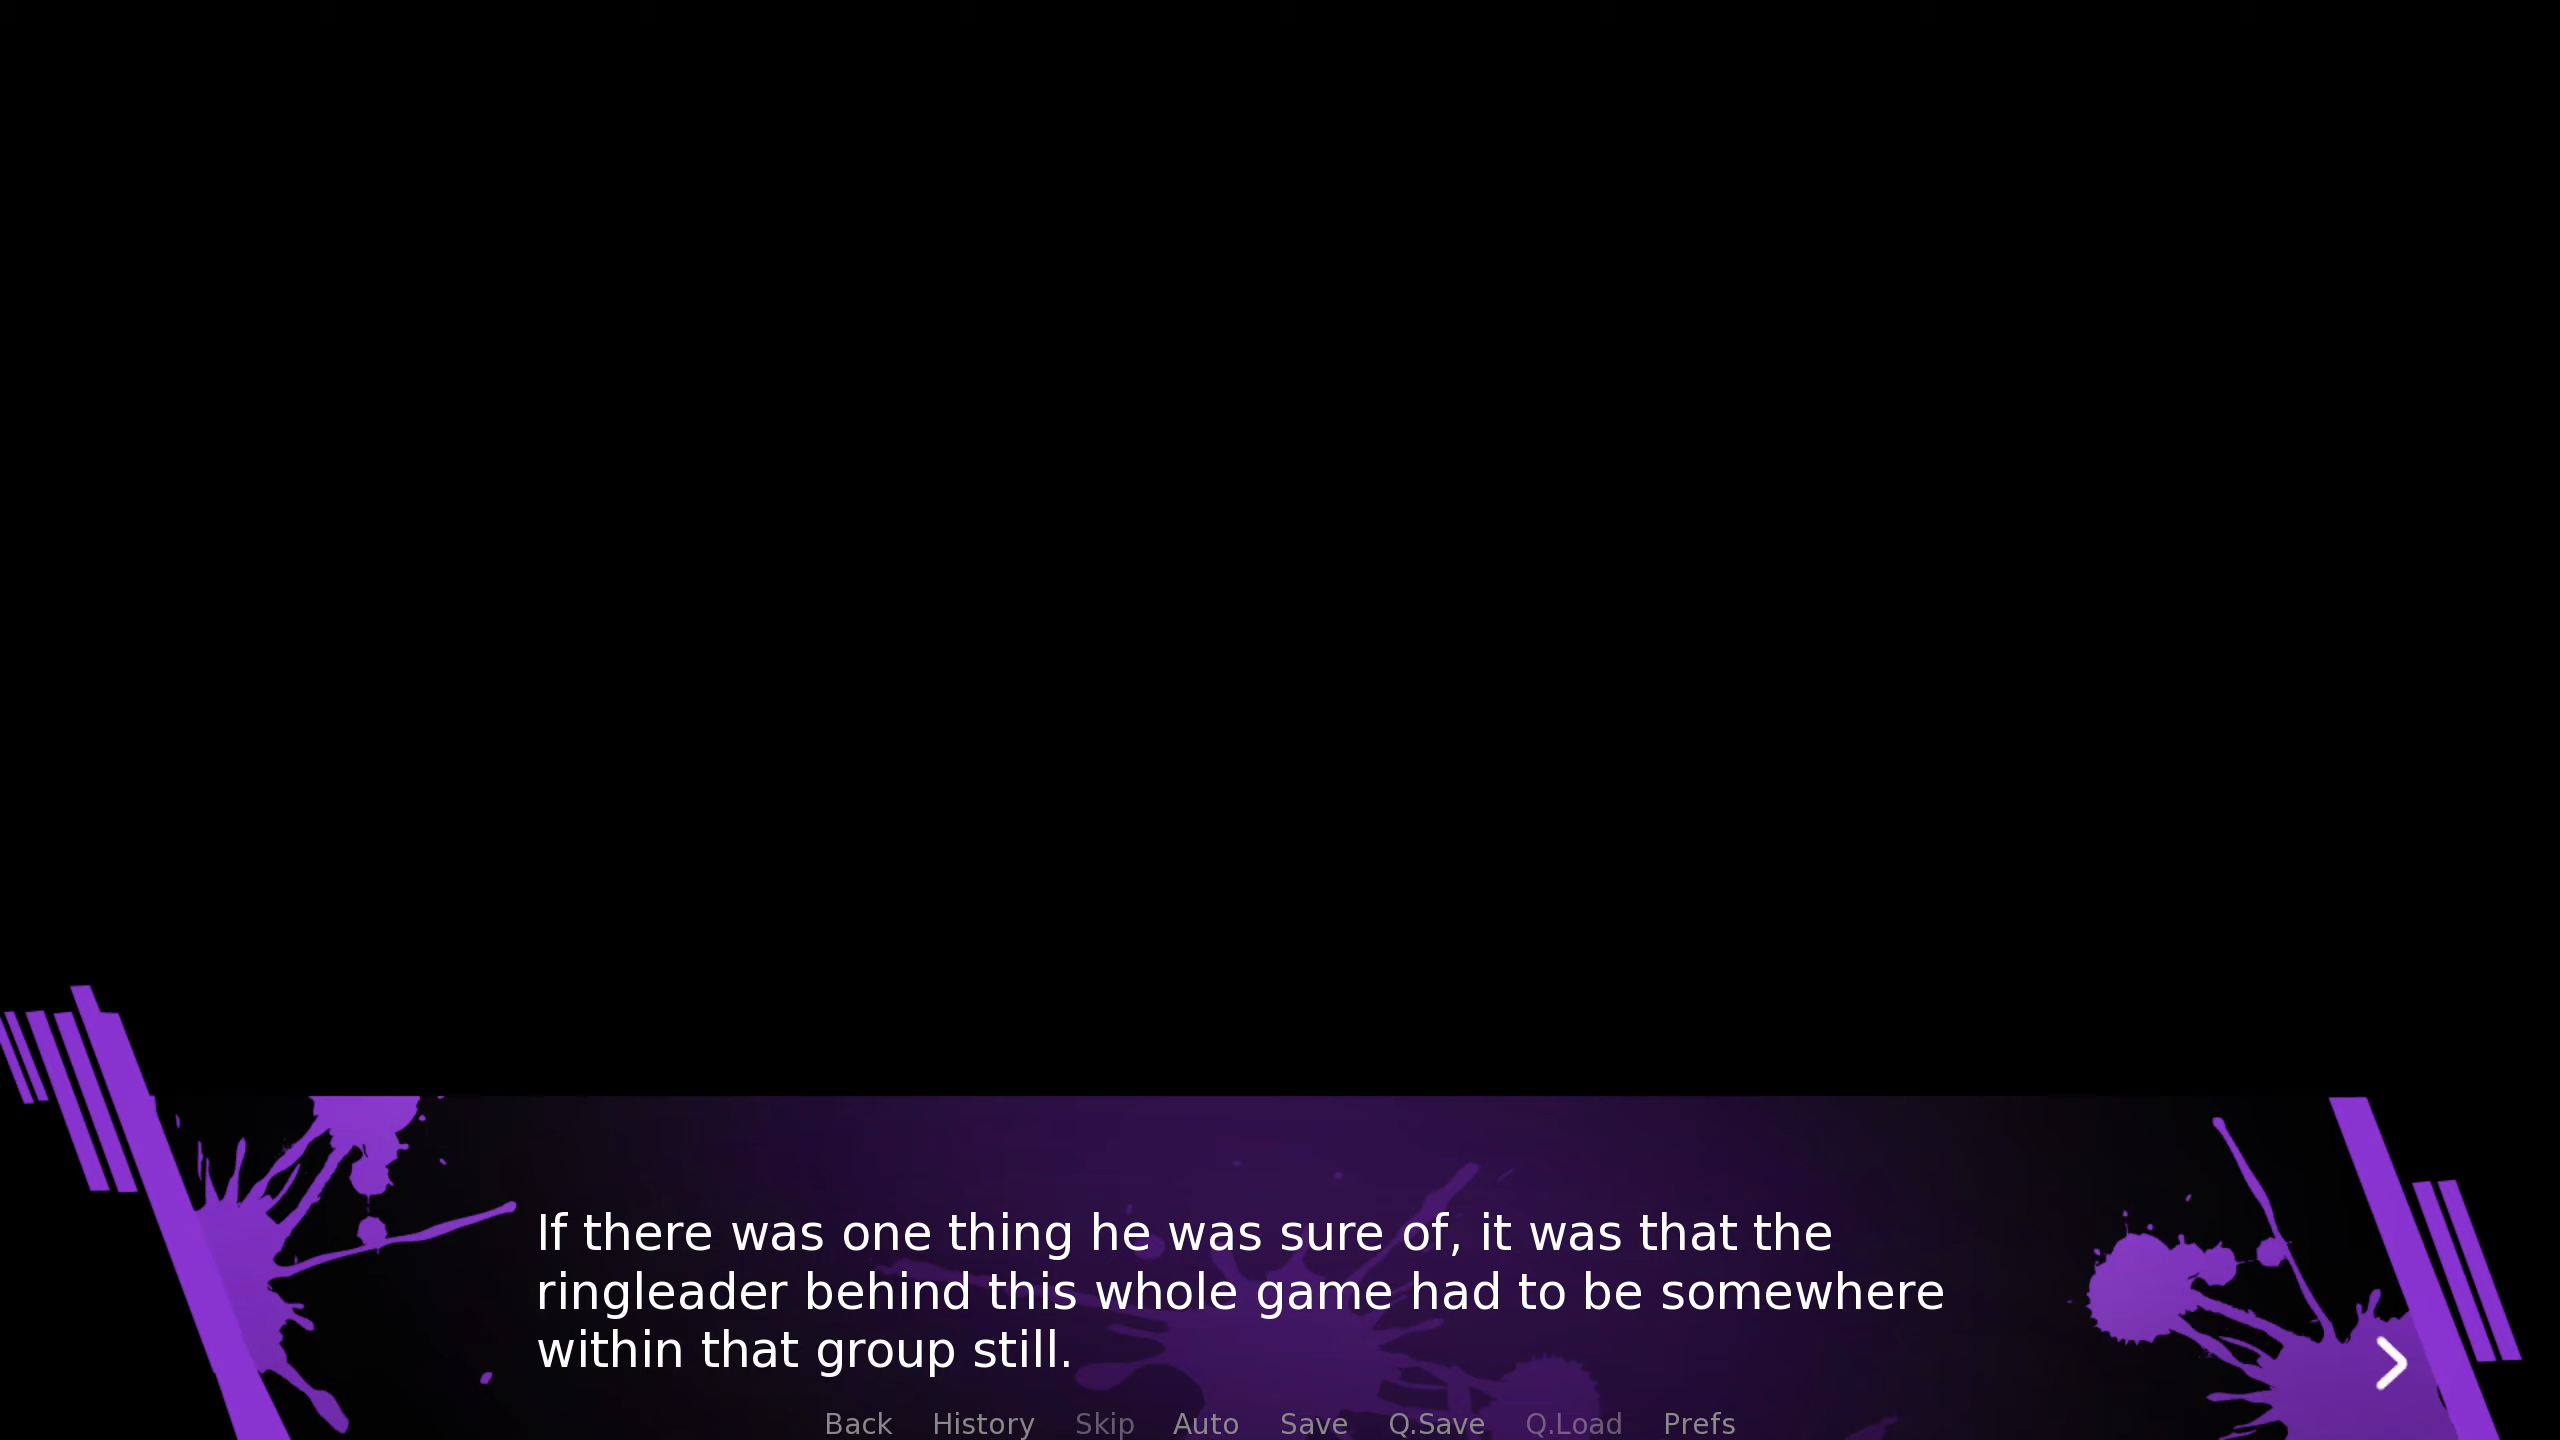 If there was one thing he was sure of, it was that the
ringleader behind this whole game had to be somewhere
within that group still.
Back History Skip Auto Save Q.Save Q.Load Prefs